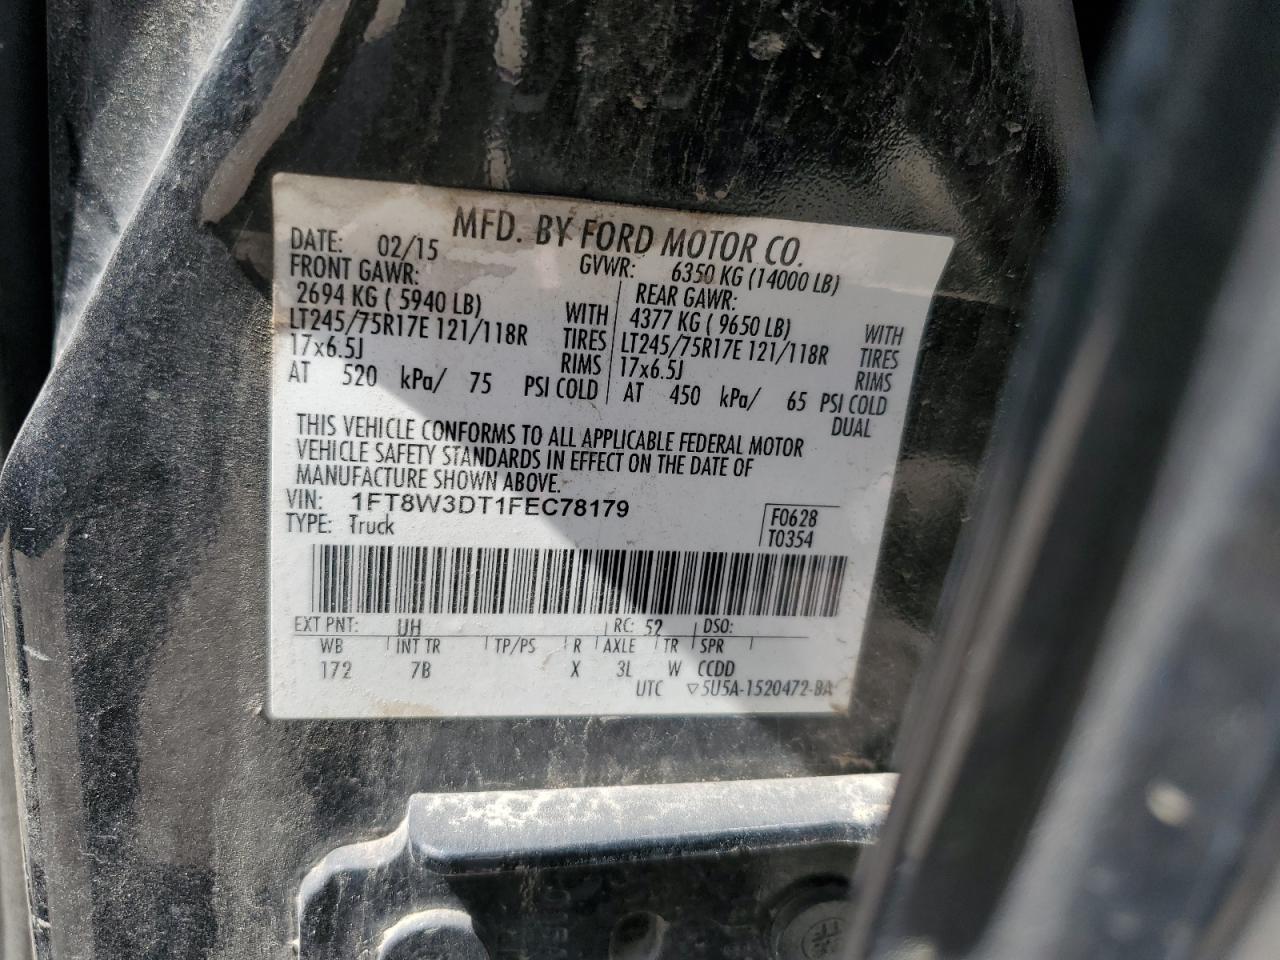 MFD. BY FORD MOTOR CO.
DATE: 02/15 GVWR: 6350 KG (14000 LB)
FRONT GAWR: REAR GAWR:
2694 KG ( 5940 LB) WITH 4377 KG ( 9650 LB) WITH
LT245/75R17E 121/118R TIRES LT245/75R17E 121/118R TIRES
17x6.5J RIMS 17x6.5J RIMS
AT 520 kPa/ 75 PSI COLD AT 450 kPa/ 65 PSI COLD
DUAL
THIS VEHICLE CONFORMS TO ALL APPLICABLE FEDERAL MOTOR
VEHICLE SAFETY STANDARDS IN EFFECT ON THE DATE OF
MANUFACTURE SHOWN ABOVE.
VIN: 1FT8W3DT1FEC78179 F0628
TYPE: Truck T0354
EXT PNT: UH RC: 52 DSO:
WB INT TR TP/PS R AXLE TR SPR
172 7B X 3L W CCDD
UTC ▽5U5A-1520472-BA